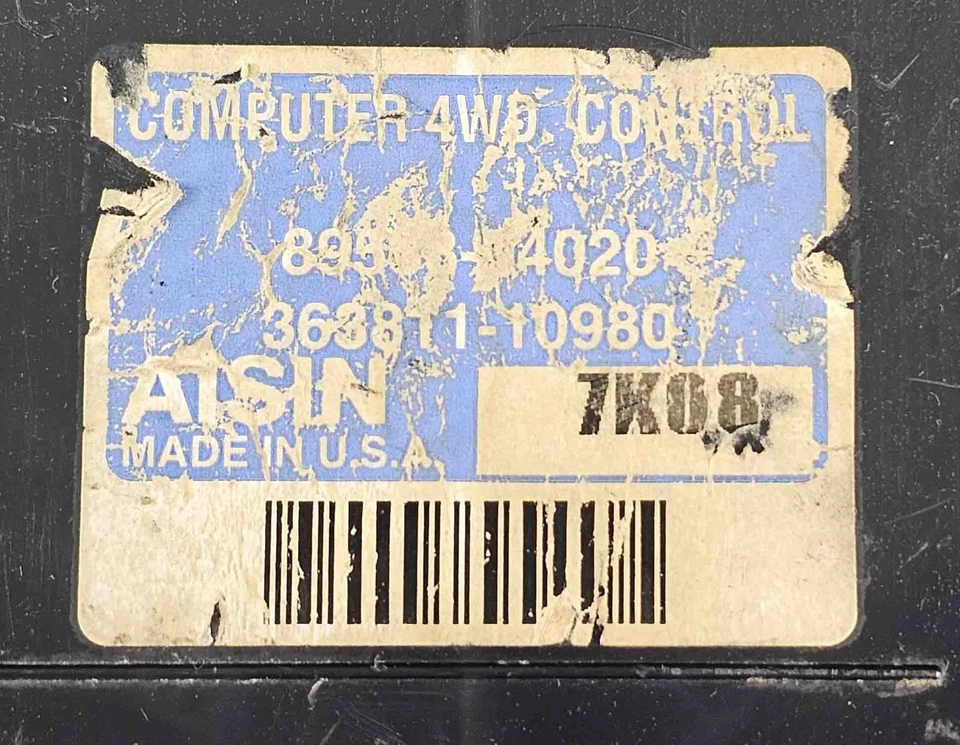 COMPUTER 4WD CONTROL
363811-10980
AISIN
7K08
MADE IN U.S.A.